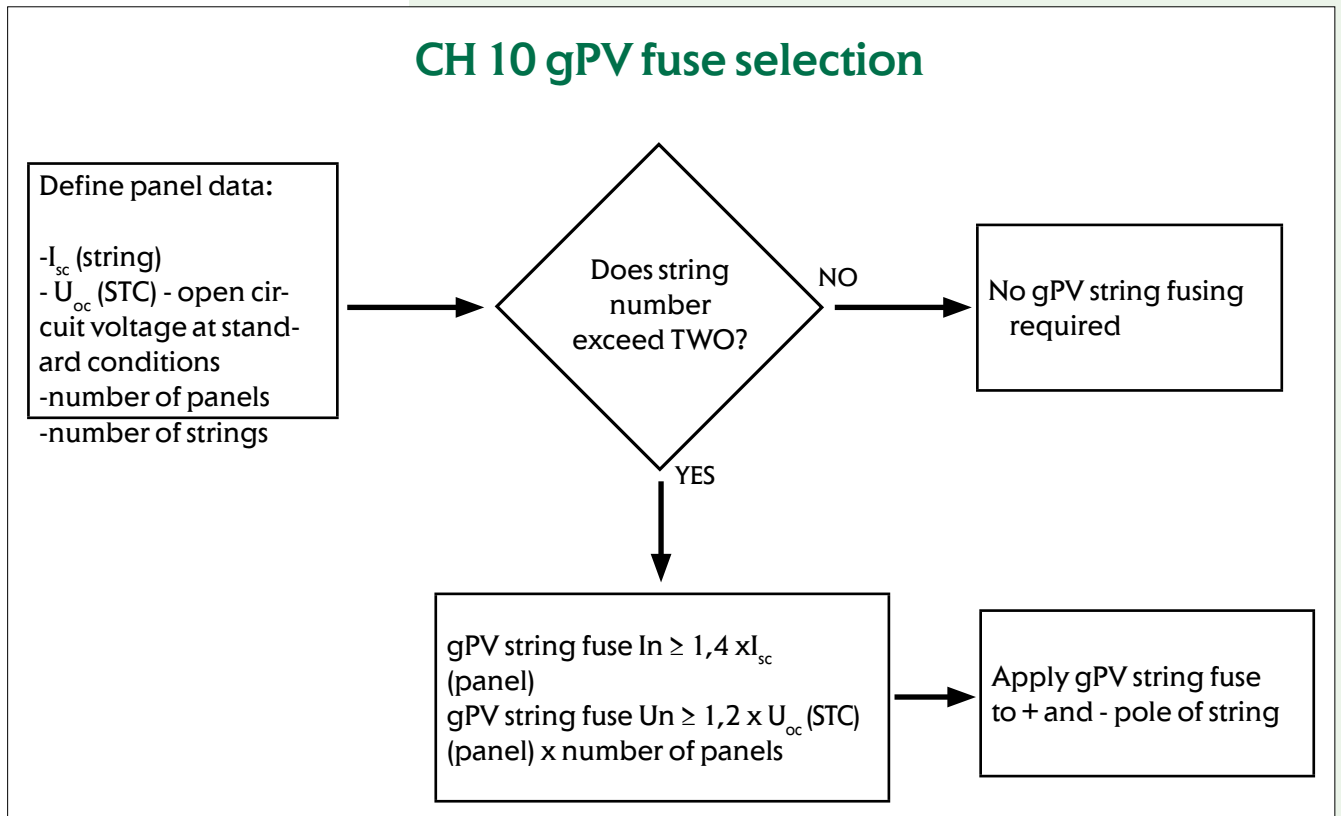 CH 10 gPV fuse selection
Define panel data:
-Isc (string)
- Uoc (STC) - open cir-
cuit voltage at stand-
ard conditions
-number of panels
-number of strings
Does string
number
exceed TWO?
NO
No gPV string fusing
required
YES
gPV string fuse In ≥ 1,4 xIsc
(panel)
gPV string fuse Un ≥ 1,2 x Uoc (STC)
(panel) x number of panels
Apply gPV string fuse
to + and - pole of string